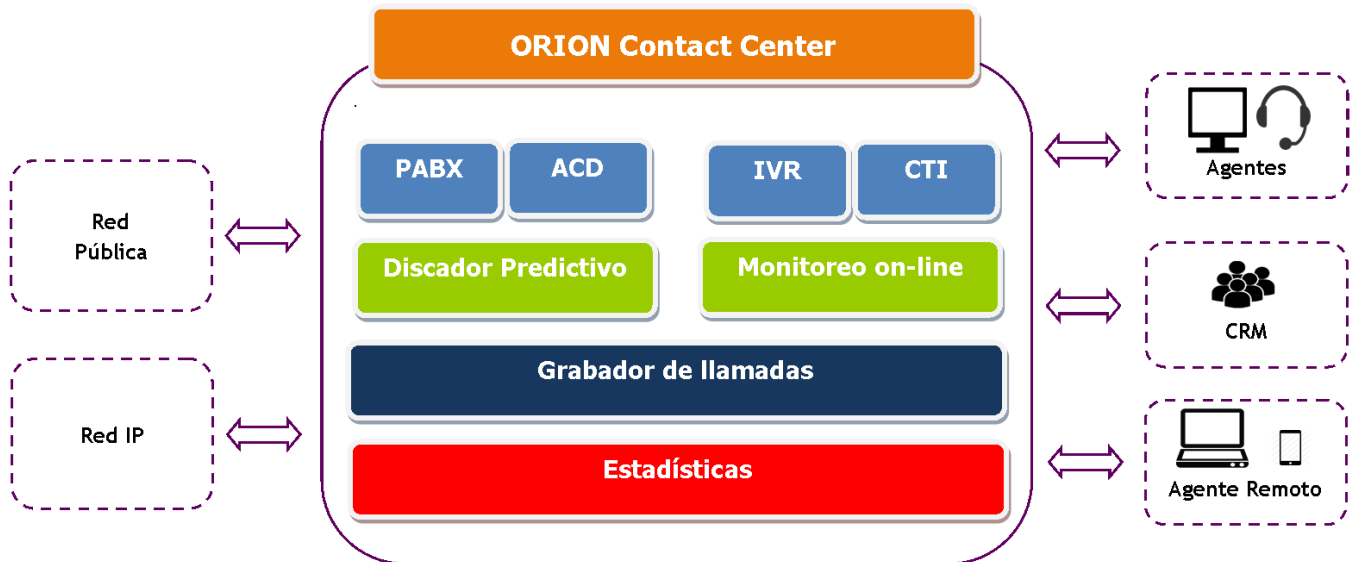 ORION Contact Center
PABX
ACD
IVR
CTI
Discador Predictivo
Monitoreo on-line
Grabador de llamadas
Estadísticas
Red
Pública
Red IP
Agentes
CRM
Agente Remoto